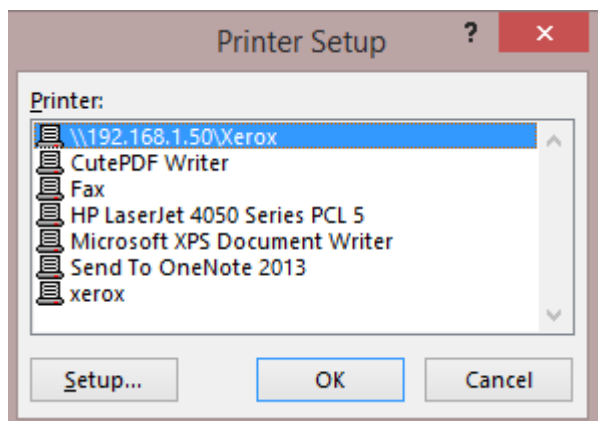 Printer Setup ? ×
Printer:
\\192.168.1.50\Xerox
CutePDF Writer
Fax
HP LaserJet 4050 Series PCL 5
Microsoft XPS Document Writer
Send To OneNote 2013
xerox
Setup... OK Cancel